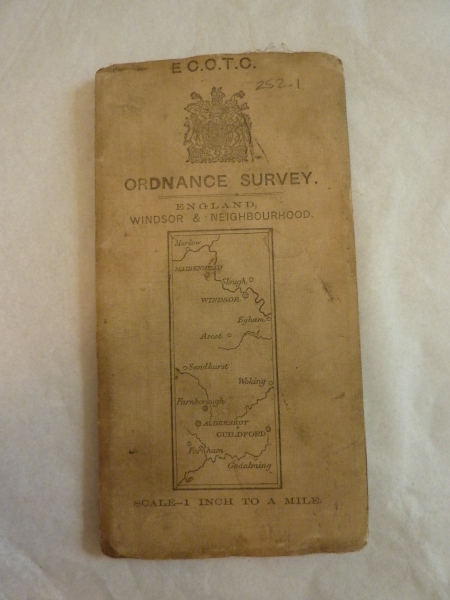 E C.O.T.C.
252.1
ORDNANCE SURVEY.
ENGLAND,
WINDSOR & NEIGHBOURHOOD.
Marlow
MAIDENHEAD
Slough
WINDSOR
Egham
Ascot
Sandhurst
Woking
Farnborough
ALDERSHOT
GUILDFORD
Farnham
Godalming
SCALE–1 INCH TO A MILE.